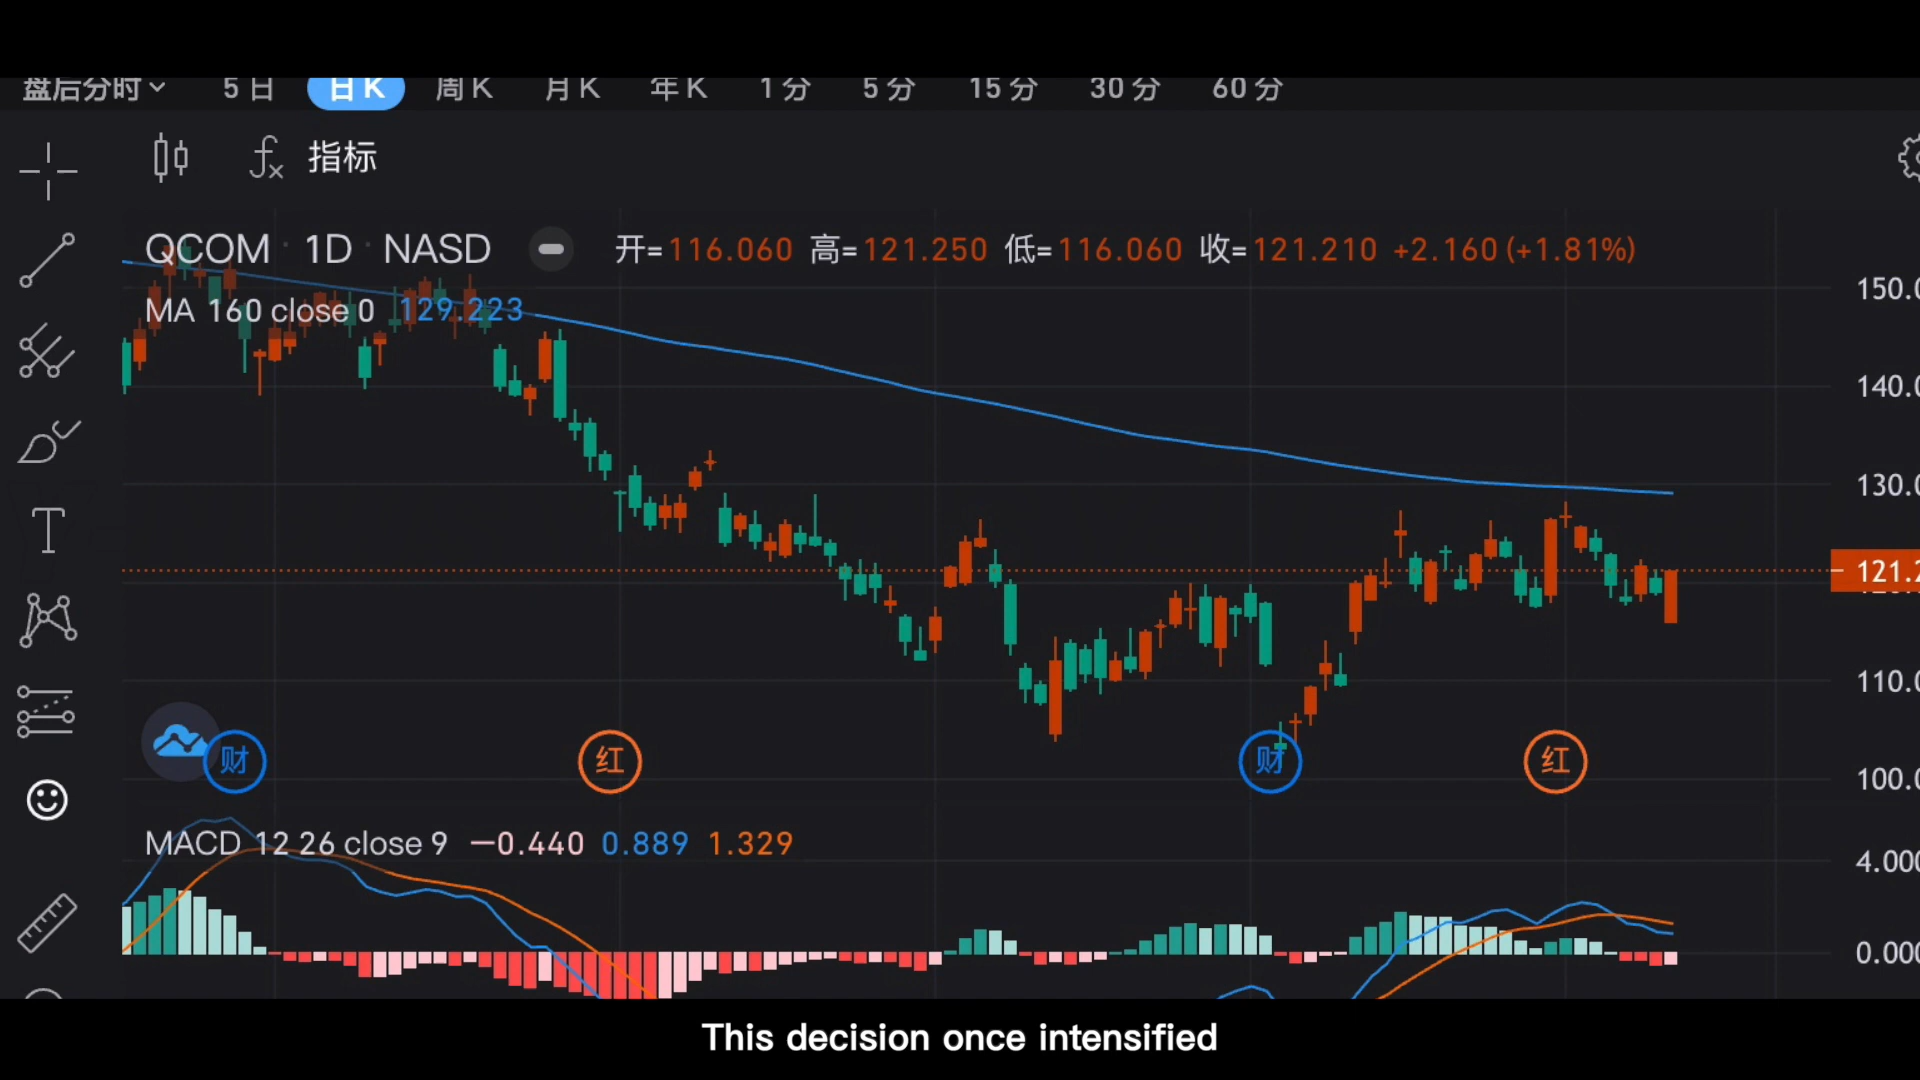 盘后分时 5日 日K 周K 月K 年K 1分 5分 15分 30分 60分
fx 指标
QCOM · 1D · NASD 开=116.060 高=121.250 低=116.060 收=121.210 +2.160 (+1.81%)
MA 160 close 0 129.223
150.0
140.0
130.0
121.2
110.0
100.0
财 红 财 红
MACD 12 26 close 9 −0.440 0.889 1.329
4.000
0.000
This decision once intensified